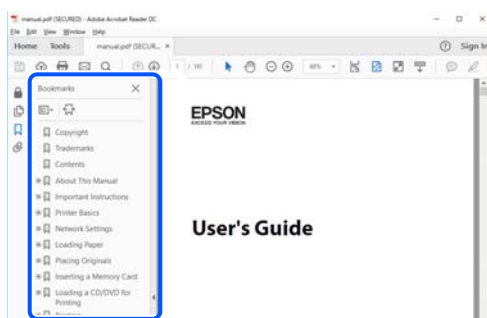 manual.pdf (SECURED) - Adobe Acrobat Reader DC
File Edit View Window Help
Home Tools manual.pdf (SECUR... × Sign In
/ 191
Bookmarks
Copyright
Trademarks
Contents
About This Manual
Important Instructions
Printer Basics
Network Settings
Loading Paper
Placing Originals
Inserting a Memory Card
Loading a CD/DVD for
Printing
EPSON
EXCEED YOUR VISION
User's Guide